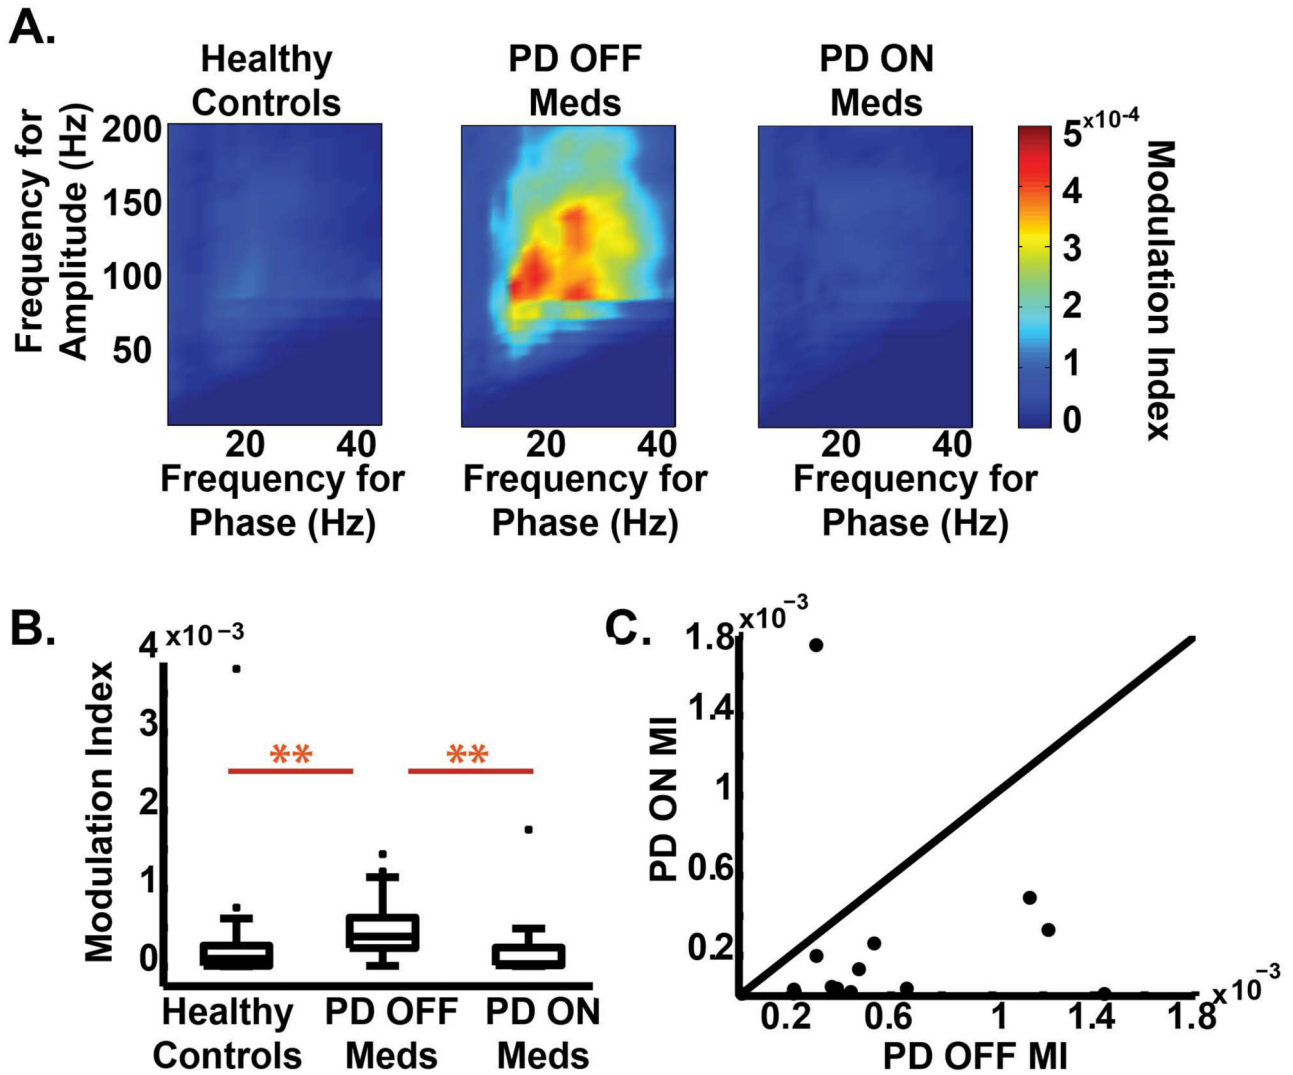 A.
Healthy
Controls
PD OFF
Meds
PD ON
Meds
Frequency for
Amplitude (Hz)
200
150
100
50
20 40
Frequency for
Phase (Hz)
20 40
Frequency for
Phase (Hz)
20 40
Frequency for
Phase (Hz)
5x10-4
4
3
2
1
0
Modulation Index
B.
4 x10 −3
3
2
1
0
Modulation Index
**
**
Healthy
Controls
PD OFF
Meds
PD ON
Meds
C.
1.8 x10 −3
1.4
1
0.6
0.2
PD ON MI
0.2 0.6 1 1.4 1.8 x10 −3
PD OFF MI